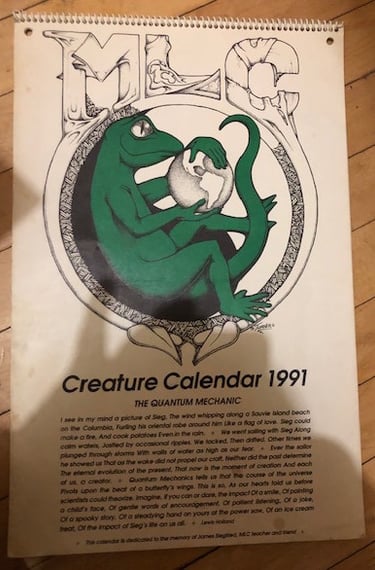 MLC
Creature Calendar 1991
THE QUANTUM MECHANIC
I see in my mind a picture of Sieg, The wind whipping along a Sauvie Island beach
on the Columbia, Furling his oriental robe around him Like a flag of love. Sieg could
make a fire, And cook potatoes Even in the rain. We went sailing with Sieg Along
calm waters, Jostled by occasional ripples, We rocked, Then drifted. Other times we
plunged through storms With walls of water as high as our fear. Ever the sailor
he showed us That as the wake did not propel our craft, Neither did the past determine
The eternal evolution of the present, That now is the moment of creation And each
of us, a creator. Quantum Mechanics tells us that the course of the universe
Pivots upon the beat of a butterfly's wings. This is so, As our hearts told us before
scientists could theorize. Imagine, if you can or dare, the impact Of a smile, Of painting
a child's face, Of gentle words of encouragement, Of patient listening, Of a joke,
Of a spooky story, Of a steadying hand on yours at the power saw, Of an ice cream
treat, Of the impact of Sieg's life on us all. Lewis Holland
This calendar is dedicated to the memory of James Siegfried, MLC teacher and friend